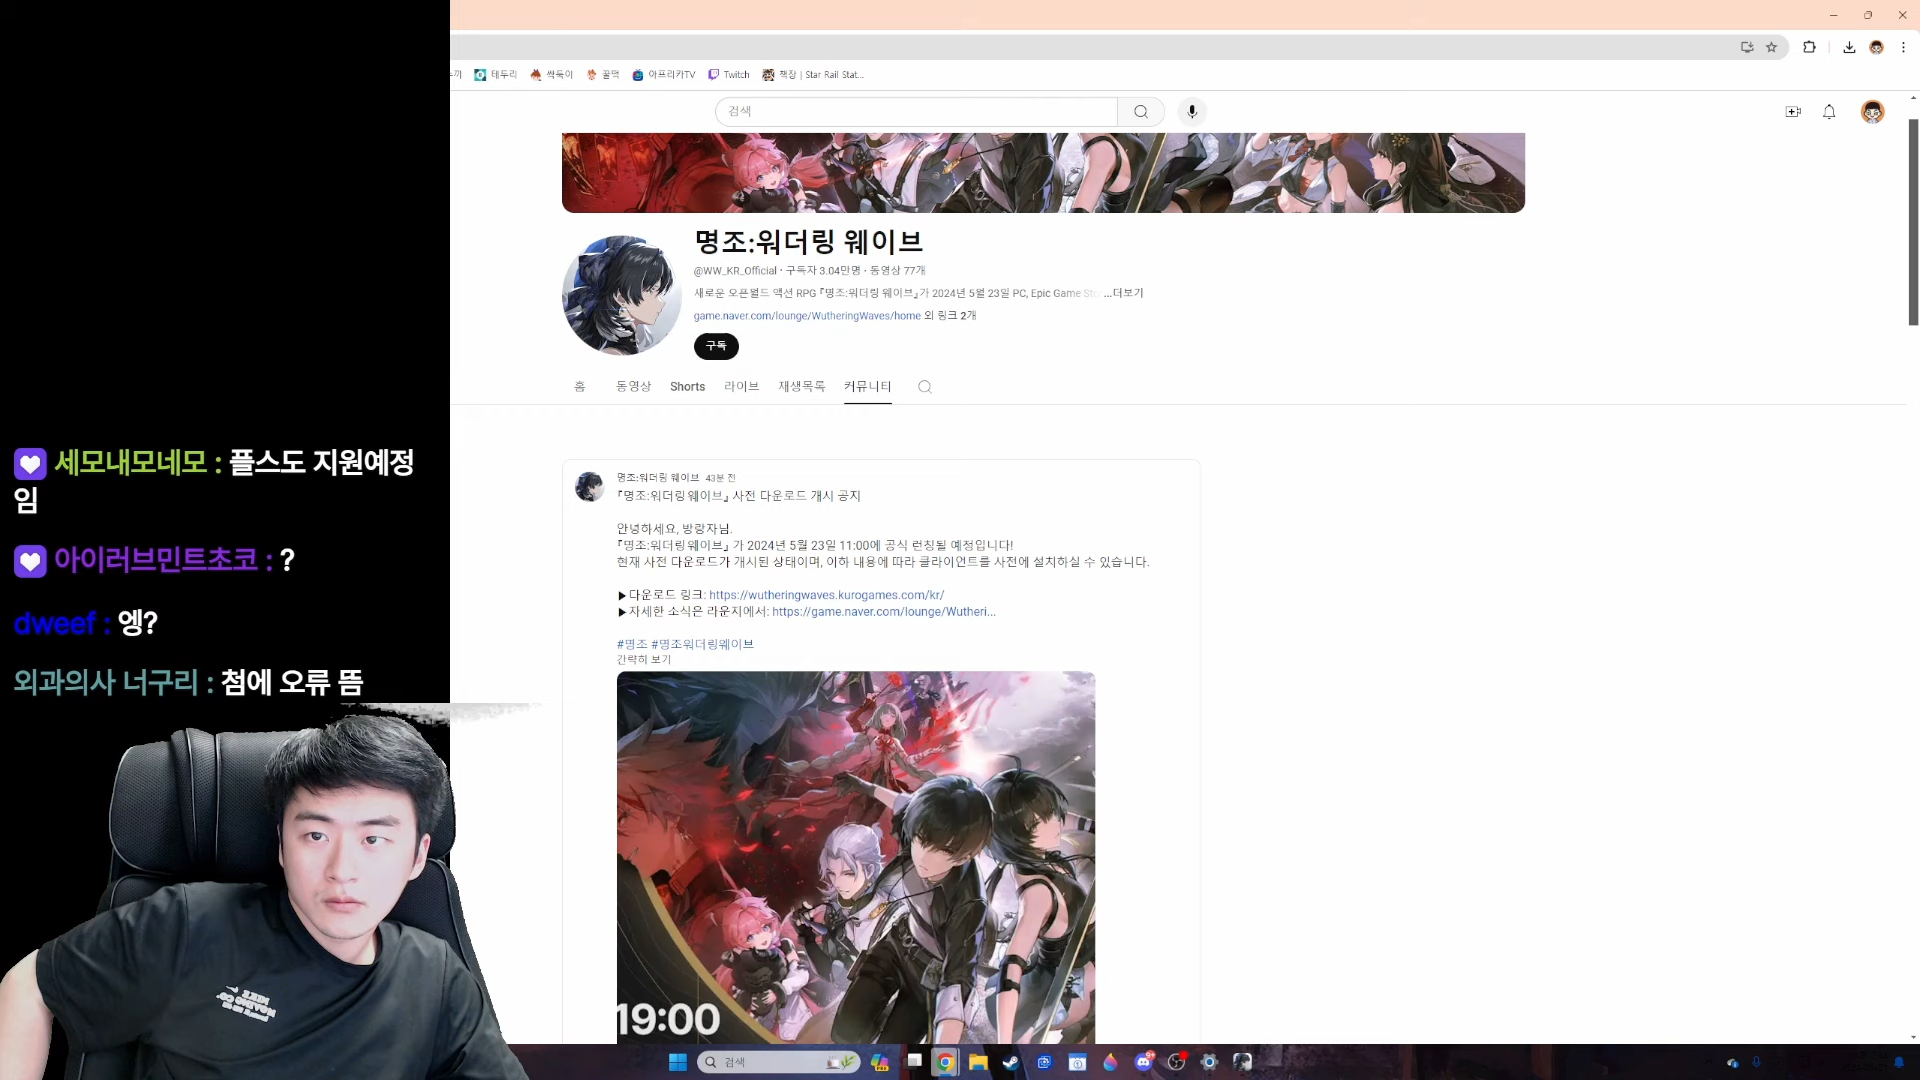 테두리
싹둑이
꿀떡
아프리카TV
Twitch
책장 | Star Rail Stat...
검색
명조:워더링 웨이브
@WW_KR_Official · 구독자 3.04만명 · 동영상 77개
새로운 오픈월드 액션 RPG 『명조:워더링 웨이브』가 2024년 5월 23일 PC, Epic Game Sto ...더보기
game.naver.com/lounge/WutheringWaves/home 외 링크 2개
구독
홈
동영상
Shorts
라이브
재생목록
커뮤니티
명조:워더링 웨이브 43분 전
『명조:워더링 웨이브』 사전 다운로드 개시 공지
안녕하세요, 방랑자님.
『명조:워더링 웨이브』 가 2024년 5월 23일 11:00에 공식 런칭될 예정입니다!
현재 사전 다운로드가 개시된 상태이며, 이하 내용에 따라 클라이언트를 사전에 설치하실 수 있습니다.
▶다운로드 링크: https://wutheringwaves.kurogames.com/kr/
▶자세한 소식은 라운지에서: https://game.naver.com/lounge/Wutheri...
#명조 #명조워더링웨이브
간략히 보기
19:00
세모내모네모 : 플스도 지원예정
임
아이러브민트초코 : ?
dweef : 엥?
외과의사 너구리 : 첨에 오류 뜸
검색